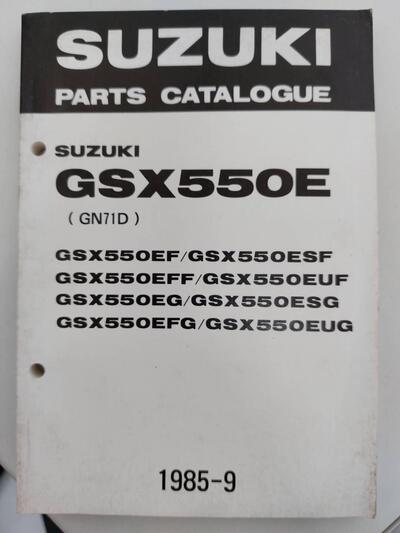 SUZUKI
PARTS CATALOGUE
SUZUKI
GSX550E
( GN71D )
GSX550EF/GSX550ESF
GSX550EFF/GSX550EUF
GSX550EG/GSX550ESG
GSX550EFG/GSX550EUG
1985-9